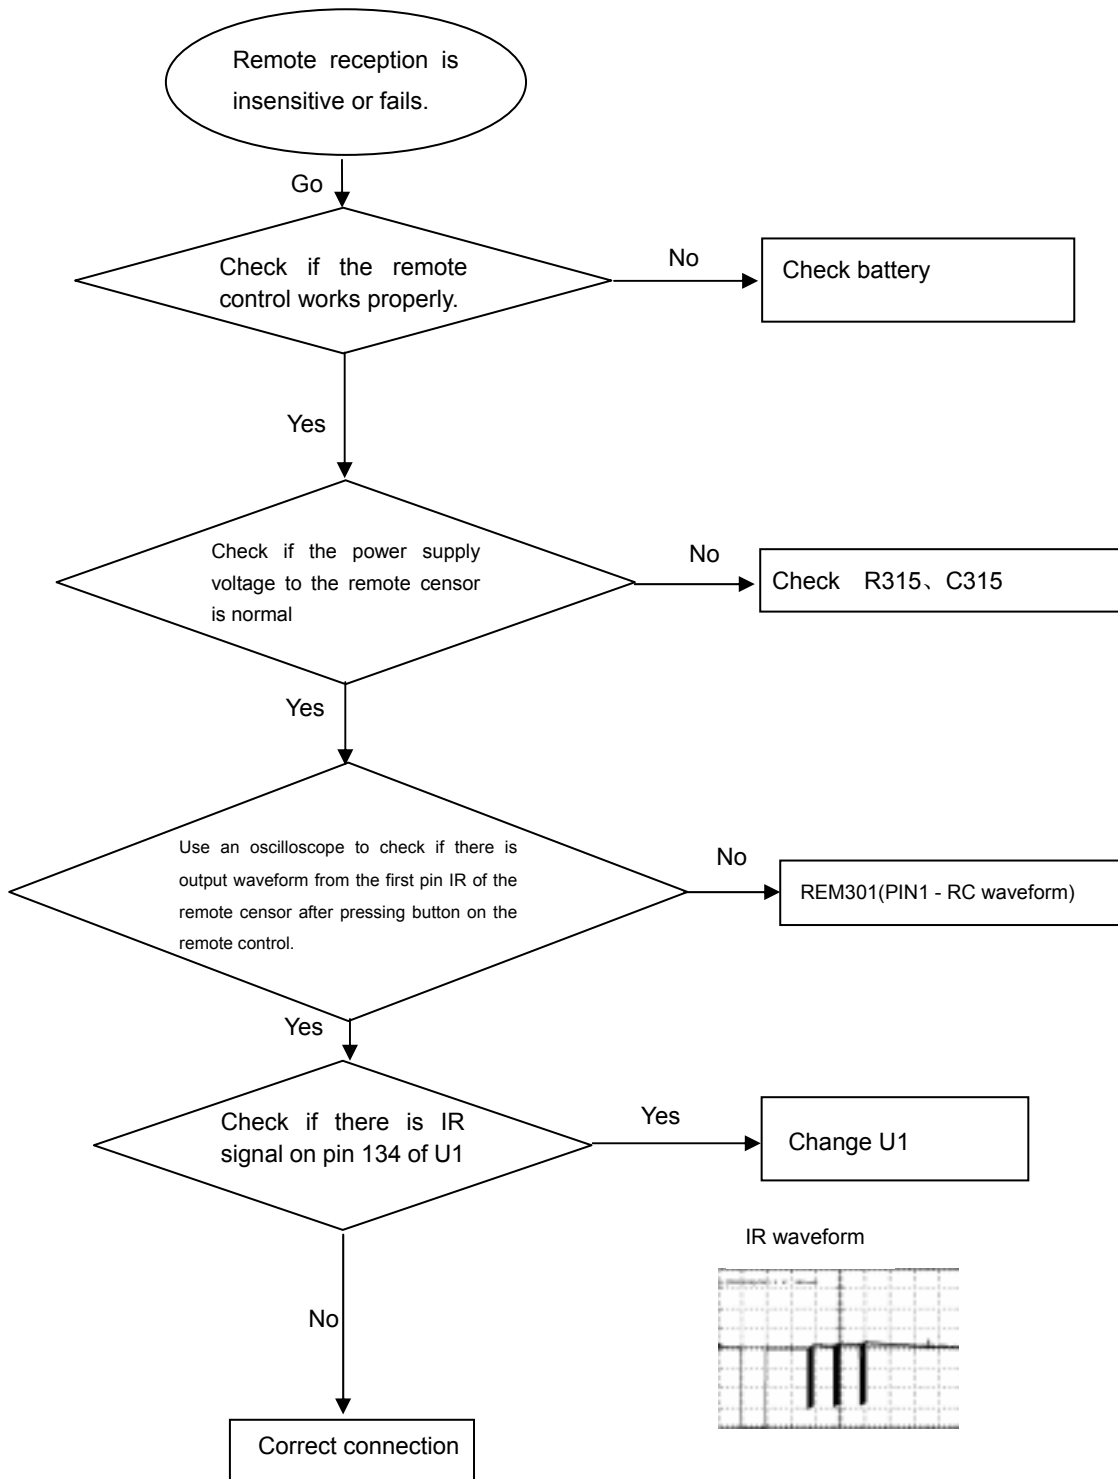 Remote reception is
insensitive or fails.
Go
Check if the remote
control works properly.
No
Check battery
Yes
Check if the power supply
voltage to the remote censor
is normal
No
Check R315、C315
Yes
Use an oscilloscope to check if there is
output waveform from the first pin IR of the
remote censor after pressing button on the
remote control.
No
REM301(PIN1 - RC waveform)
Yes
Check if there is IR
signal on pin 134 of U1
Yes
Change U1
IR waveform
No
Correct connection